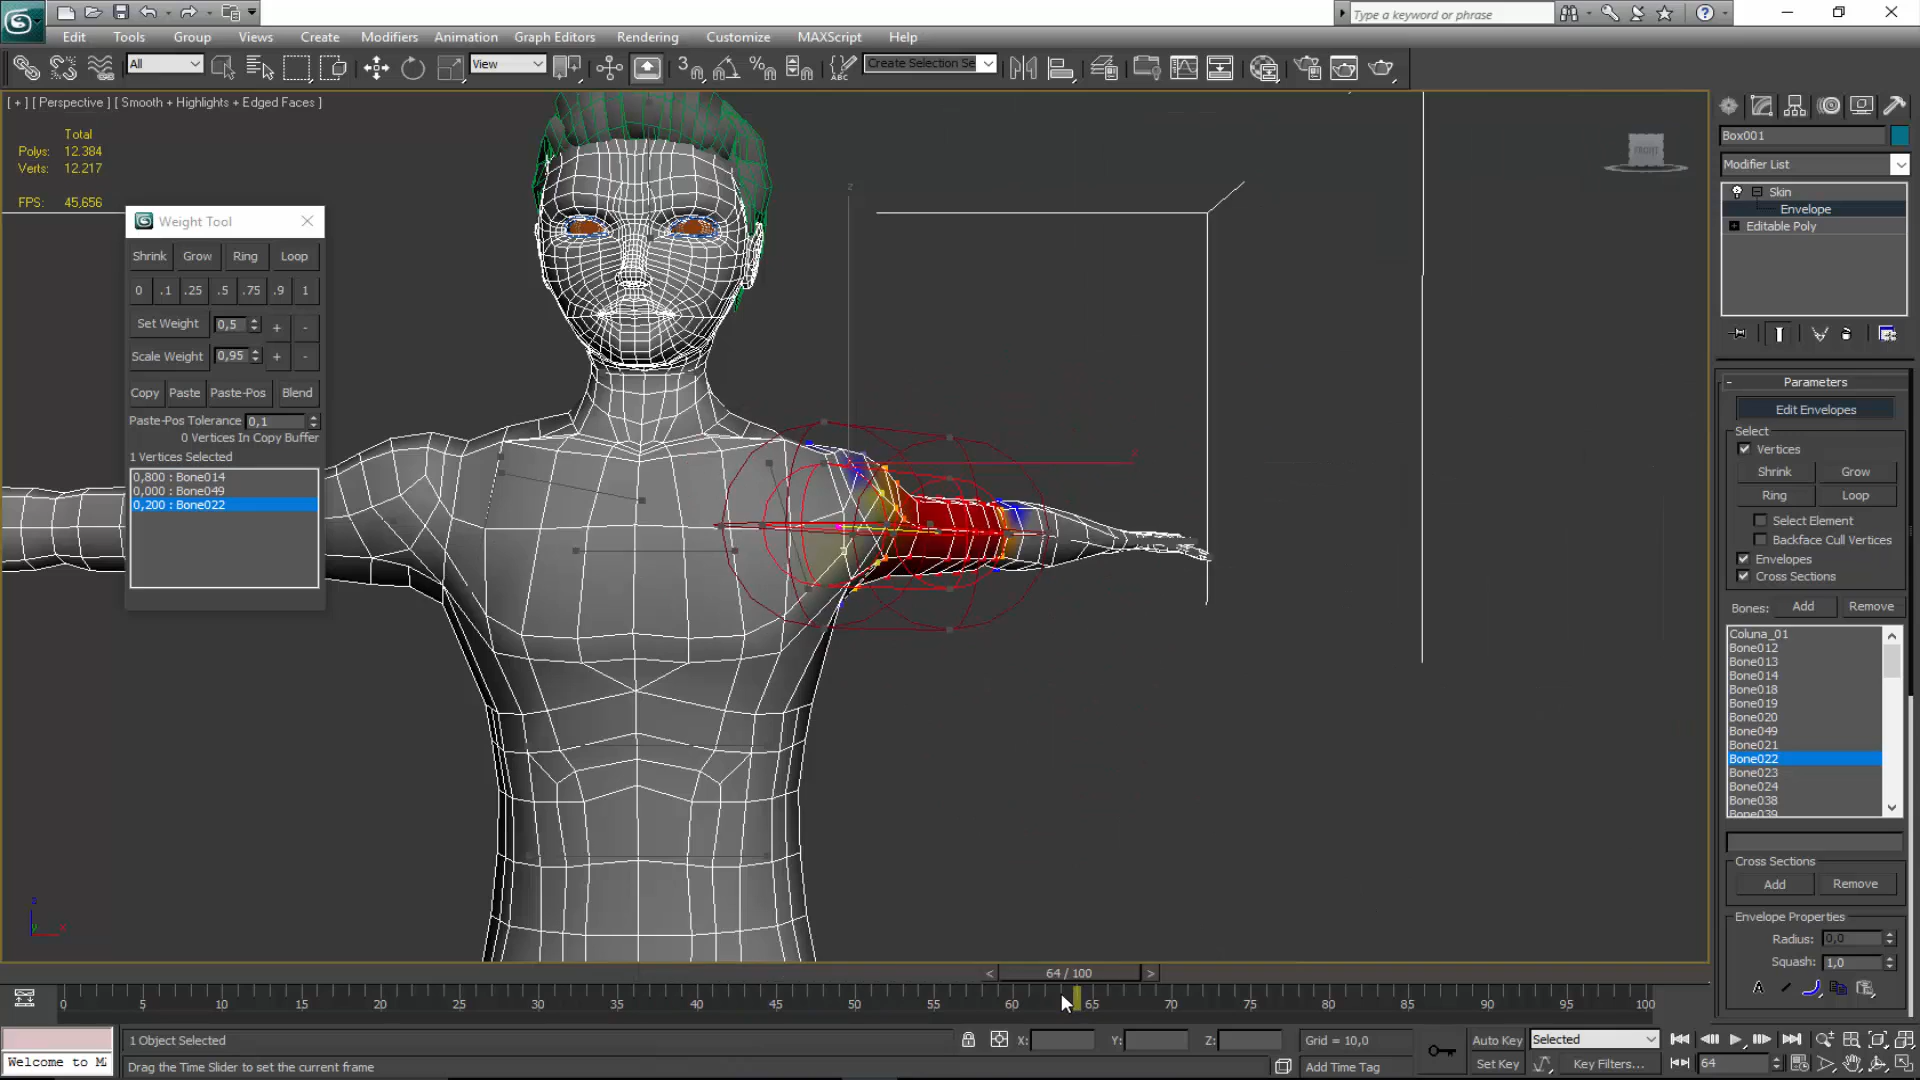 Type a keyword or phrase
Edit Tools Group Views Create Modifiers Animation Graph Editors Rendering Customize MAXScript Help
All View Create Selection Se
[ + ] [ Perspective ] [ Smooth + Highlights + Edged Faces ]
Total
Polys: 12.384
Verts: 12.217
FPS: 45,656
FRONT
Weight Tool
Shrink Grow Ring Loop
0 .1 .25 .5 .75 .9 1
Set Weight 0,5 + -
Scale Weight 0,95 + -
Copy Paste Paste-Pos Blend
Paste-Pos Tolerance 0,1
0 Vertices In Copy Buffer
1 Vertices Selected
0,800 : Bone014
0,000 : Bone049
0,200 : Bone022
z
x
z
y x
Box001
Modifier List
Skin
Envelope
Editable Poly
- Parameters
Edit Envelopes
Select
Vertices
Shrink Grow
Ring Loop
Select Element
Backface Cull Vertices
Envelopes
Cross Sections
Bones: Add Remove
Coluna_01
Bone012
Bone013
Bone014
Bone018
Bone019
Bone020
Bone049
Bone021
Bone022
Bone023
Bone024
Bone038
Bone039
Cross Sections
Add Remove
Envelope Properties
Radius: 0,0
Squash: 1,0
< 64 / 100 >
0 5 10 15 20 25 30 35 40 45 50 55 60 65 70 75 80 85 90 95 100
1 Object Selected X: Y: Z: Grid = 10,0 Auto Key Selected
Welcome to MA Drag the Time Slider to set the current frame Add Time Tag Set Key Key Filters... 64